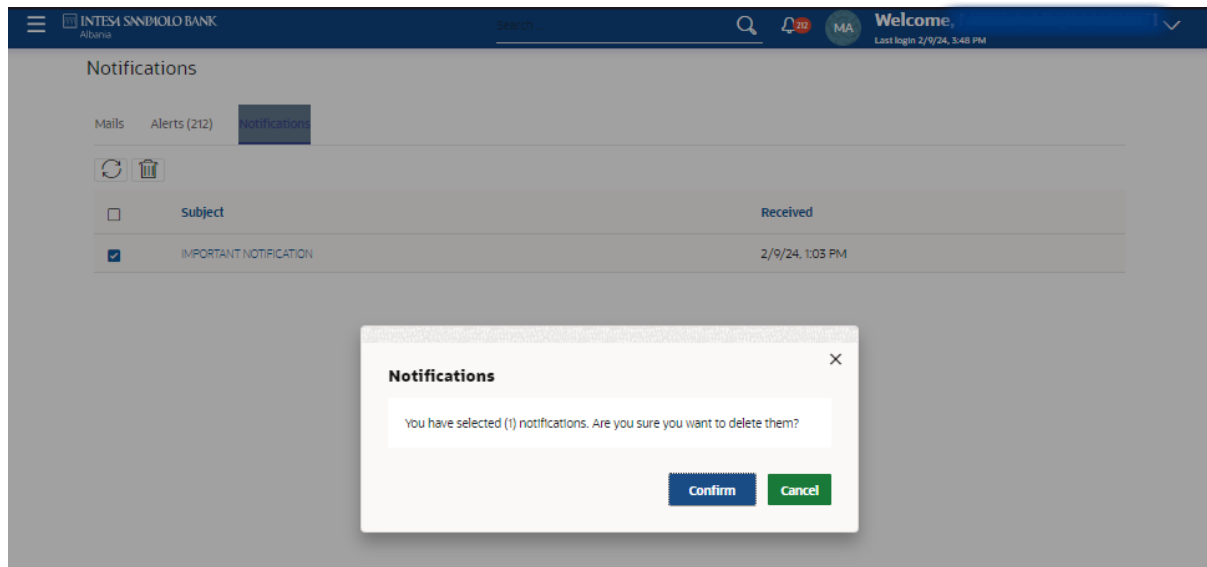 INTESA SANPAOLO BANK
Albania
Search ...
212
MA
Welcome,
Last login 2/9/24, 3:48 PM
Notifications
Mails Alerts (212) Notifications
Subject Received
IMPORTANT NOTIFICATION 2/9/24, 1:03 PM
Notifications
You have selected (1) notifications. Are you sure you want to delete them?
Confirm Cancel